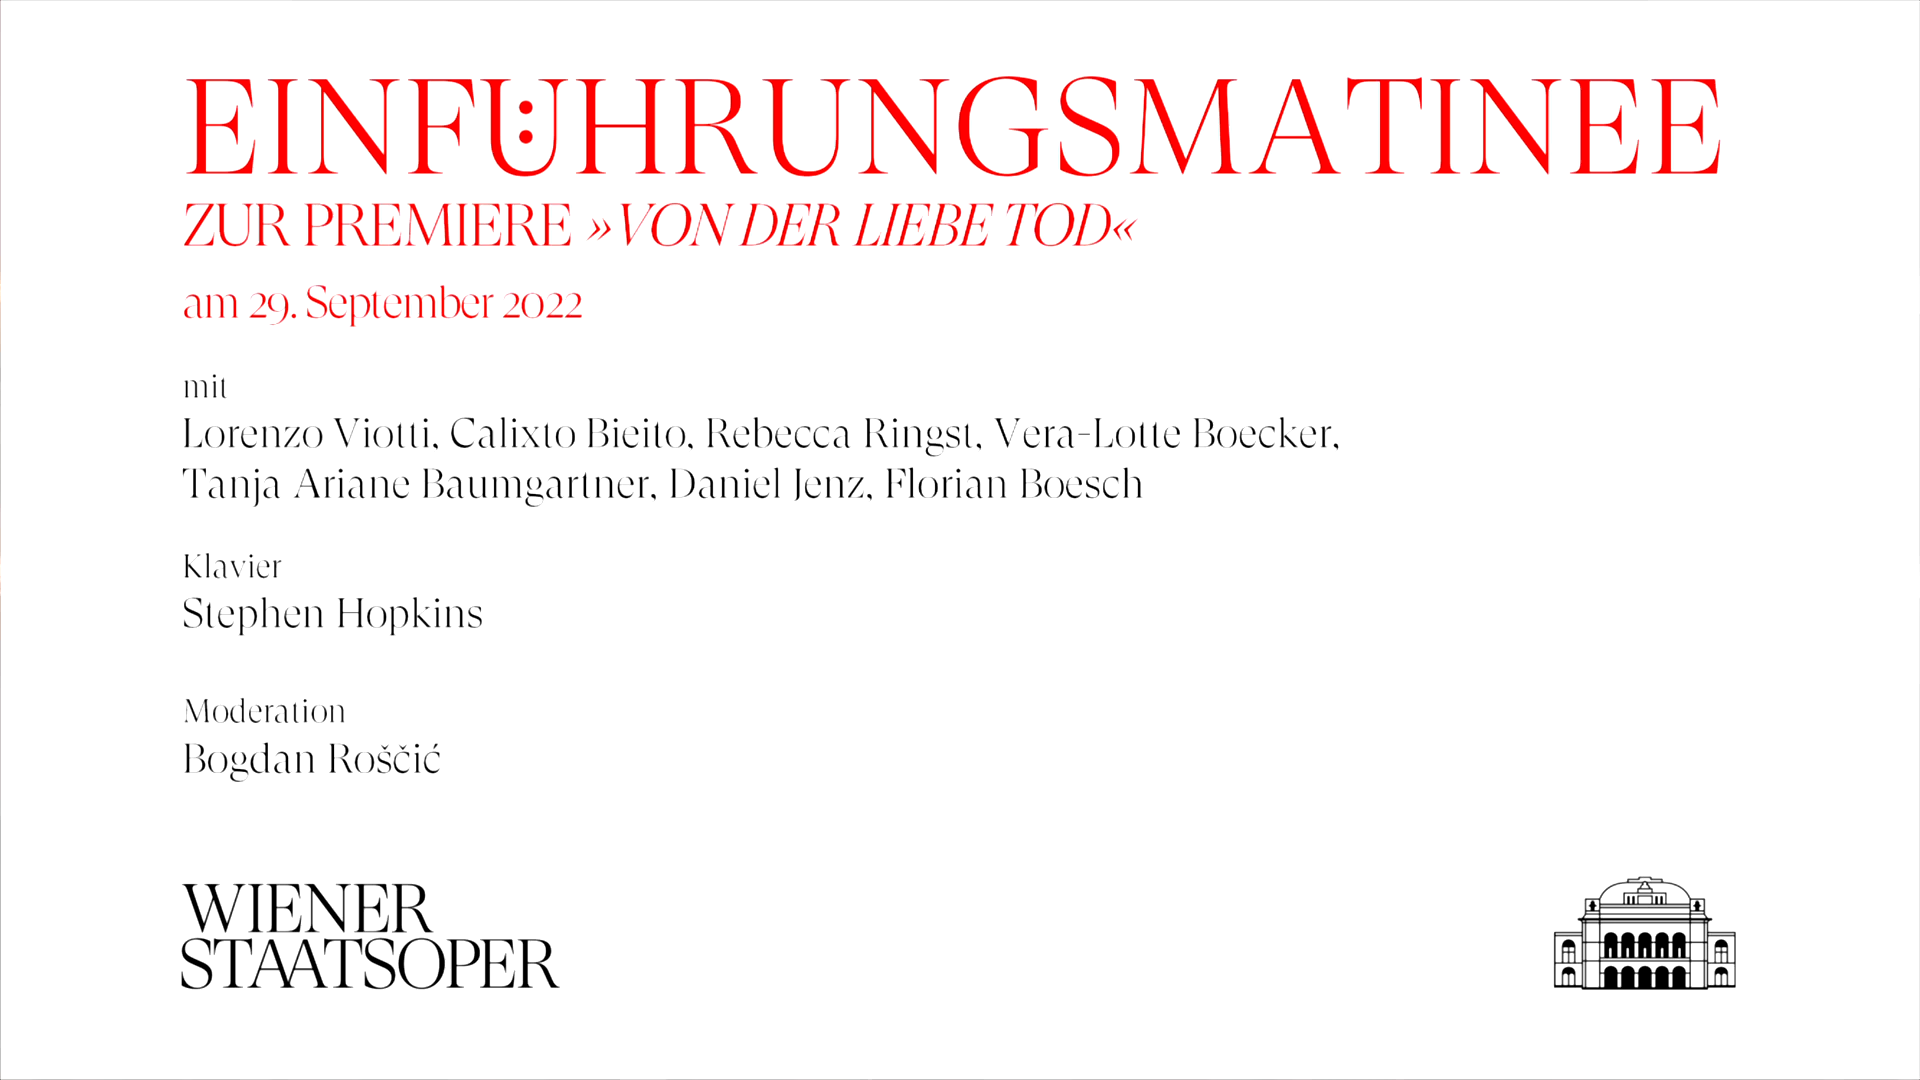 EINFÜHRUNGSMATINEE
ZUR PREMIERE »VON DER LIEBE TOD«
am 29. September 2022
mit
Lorenzo Viotti, Calixto Bieito, Rebecca Ringst, Vera-Lotte Boecker,
Tanja Ariane Baumgartner, Daniel Jenz, Florian Boesch
Klavier
Stephen Hopkins
Moderation
Bogdan Roščić
WIENER
STAATSOPER